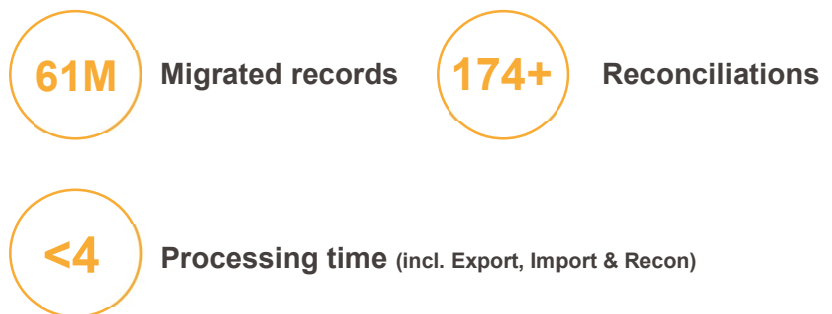 61M Migrated records 174+ Reconciliations
<4 Processing time (incl. Export, Import & Recon)